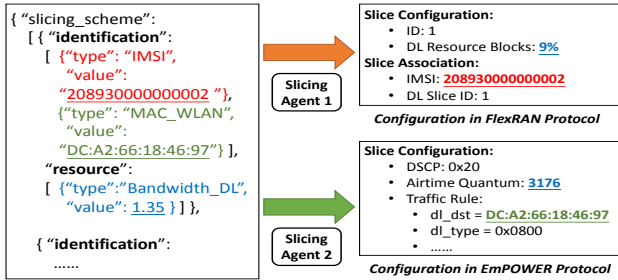 { "slicing_scheme":
[ { "identification":
[ {"type": "IMSI",
"value":
"208930000000002 "},
{"type": "MAC_WLAN",
"value":
"DC:A2:66:18:46:97"} ],
"resource":
[ {"type":"Bandwidth_DL",
"value": 1.35 } ] },
{ "identification":
......
Slicing
Agent 1
Slicing
Agent 2
Slice Configuration:
• ID: 1
• DL Resource Blocks: 9%
Slice Association:
• IMSI: 208930000000002
• DL Slice ID: 1
Configuration in FlexRAN Protocol
Slice Configuration:
• DSCP: 0x20
• Airtime Quantum: 3176
• Traffic Rule:
• dl_dst = DC:A2:66:18:46:97
• dl_type = 0x0800
• ......
Configuration in EmPOWER Protocol